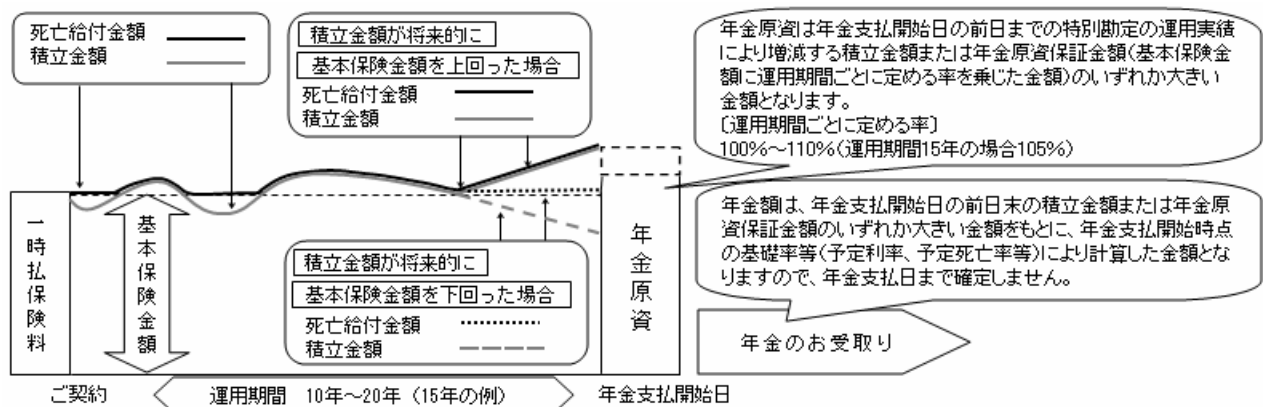 死亡給付金額
積立金額
積立金額が将来的に
基本保険金額を上回った場合
死亡給付金額
積立金額
年金原資は年金支払開始日の前日までの特別勘定の運用実績
により増減する積立金額または年金原資保証金額(基本保険金
額に運用期間ごとに定める率を乗じた金額)のいずれか大きい
金額となります。
〔運用期間ごとに定める率〕
100%～110%(運用期間15年の場合105%)
年金額は、年金支払開始日の前日末の積立金額または年金原
資保証金額のいずれか大きい金額をもとに、年金支払開始時点
の基礎率等(予定利率、予定死亡率等)により計算した金額とな
りますので、年金支払日まで確定しません。
一時払保険料
基本保険金額
積立金額が将来的に
基本保険金額を下回った場合
死亡給付金額
積立金額
年金原資
年金のお受取り
ご契約
運用期間 10年～20年 (15年の例)
年金支払開始日